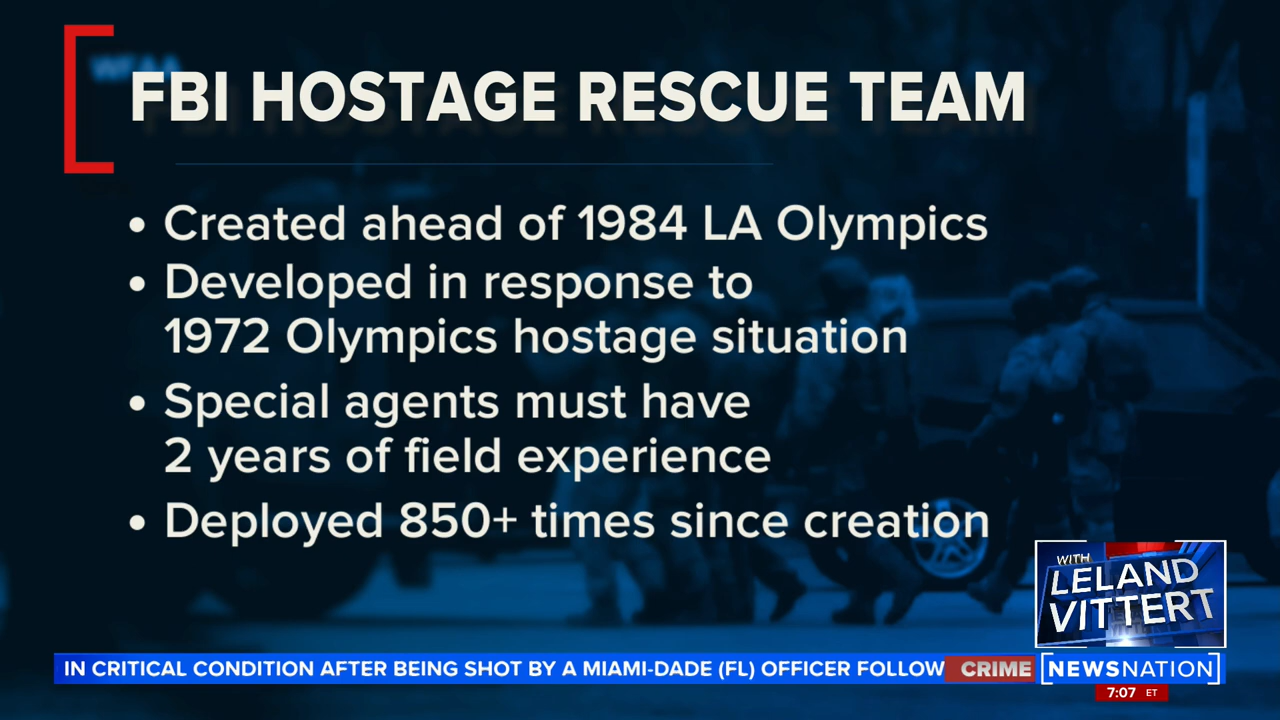 WFAA
FBI HOSTAGE RESCUE TEAM
• Created ahead of 1984 LA Olympics
• Developed in response to
1972 Olympics hostage situation
• Special agents must have
2 years of field experience
• Deployed 850+ times since creation
WITH
LELAND
VITTERT
IN CRITICAL CONDITION AFTER BEING SHOT BY A MIAMI-DADE (FL) OFFICER FOLLOW
CRIME
NEWSNATION
7:07 ET